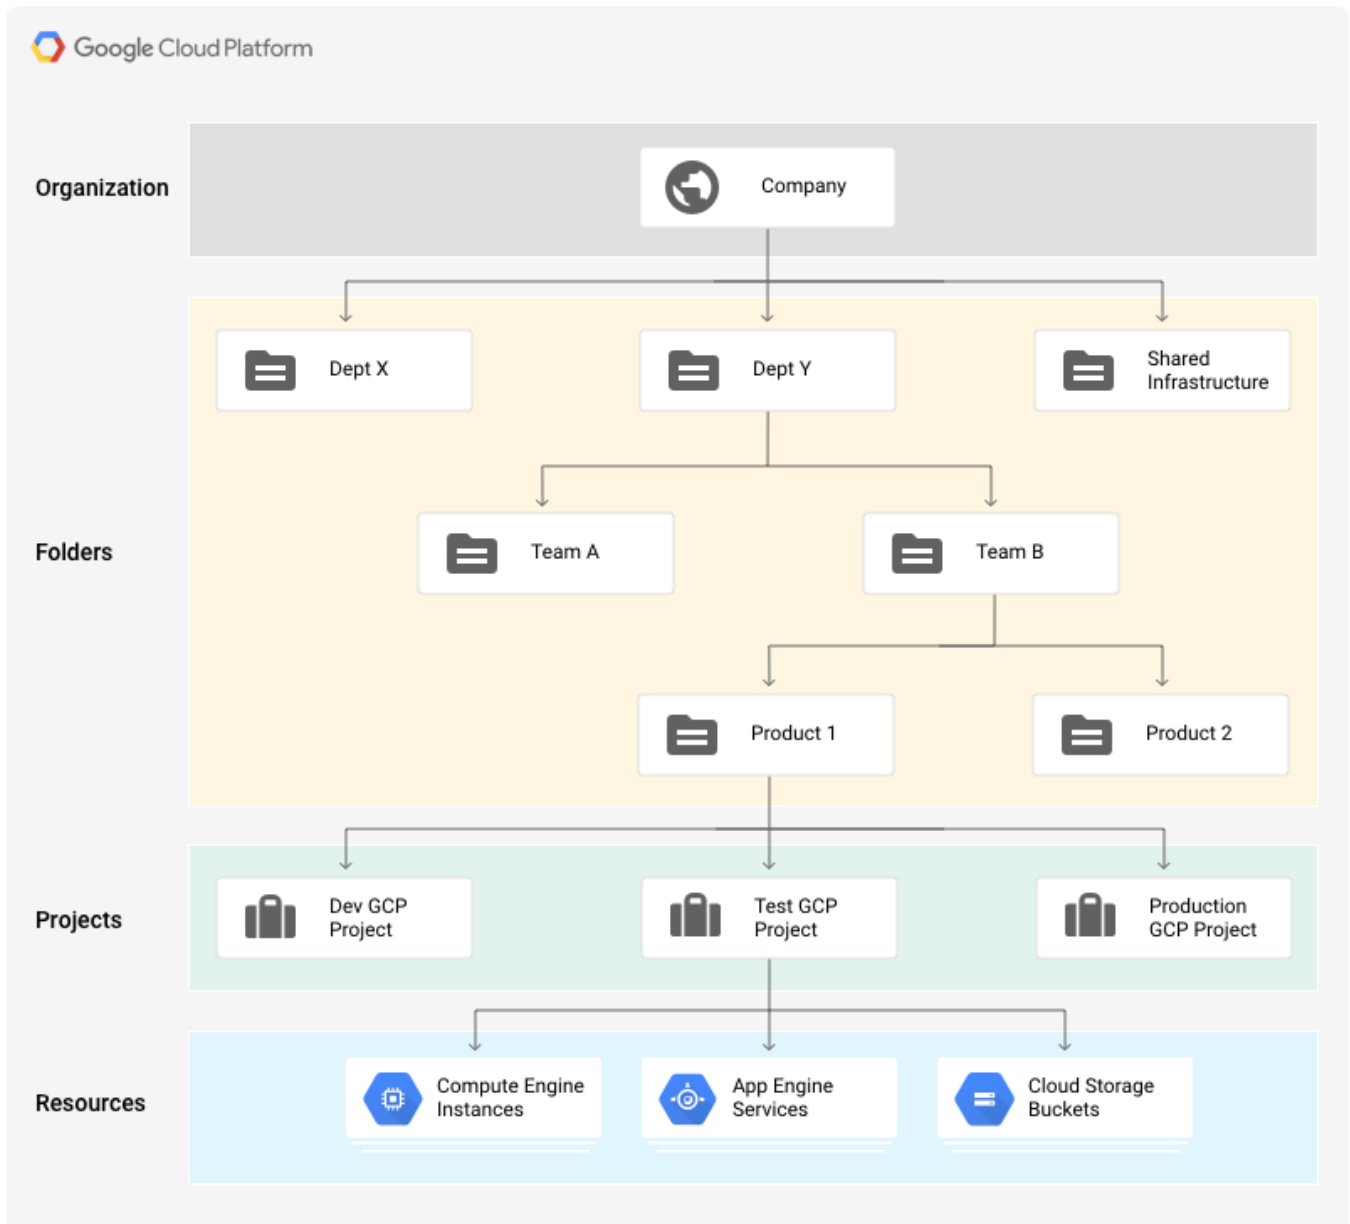 Google Cloud Platform
Organization
Company
Dept X
Dept Y
Shared
Infrastructure
Folders
Team A
Team B
Product 1
Product 2
Projects
Dev GCP
Project
Test GCP
Project
Production
GCP Project
Resources
Compute Engine
Instances
App Engine
Services
Cloud Storage
Buckets